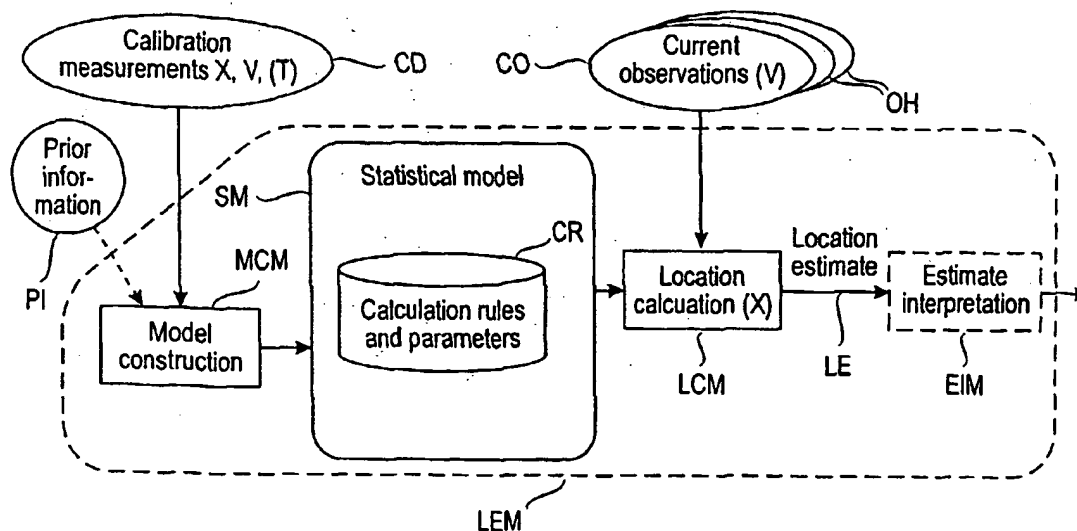 Calibration
measurements X, V, (T)
CD
CO
Current
observations (V)
OH
Prior
infor-
mation
PI
SM
Statistical model
CR
Calculation rules
and parameters
MCM
Model
construction
Location
calcuation (X)
LCM
Location
estimate
LE
Estimate
interpretation
EIM
LEM